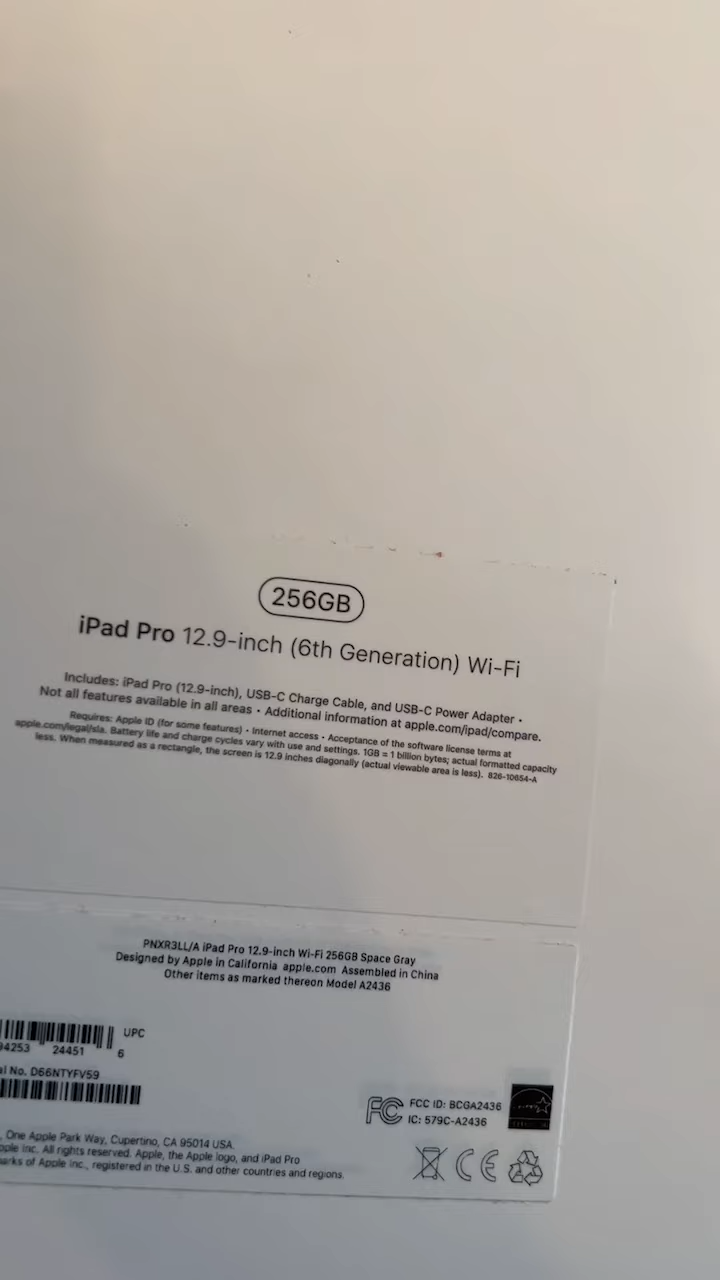 256GB
iPad Pro 12.9-inch (6th Generation) Wi-Fi
Includes: iPad Pro (12.9-inch), USB-C Charge Cable, and USB-C Power Adapter •
Not all features available in all areas • Additional information at apple.com/ipad/compare.
Requires: Apple ID (for some features) • Internet access • Acceptance of the software license terms at
apple.com/legal/sla. Battery life and charge cycles vary with use and settings. 1GB = 1 billion bytes; actual formatted capacity
less. When measured as a rectangle, the screen is 12.9 inches diagonally (actual viewable area is less). 826-10654-A
PNXR3LL/A iPad Pro 12.9-inch Wi-Fi 256GB Space Gray
Designed by Apple in California apple.com Assembled in China
Other items as marked thereon Model A2436
UPC
94253 24451 6
al No. D66NTYFV59
FC FCC ID: BCGA2436
IC: 579C-A2436
, One Apple Park Way, Cupertino, CA 95014 USA.
ople Inc. All rights reserved. Apple, the Apple logo, and iPad Pro
arks of Apple Inc., registered in the U.S. and other countries and regions.
CE